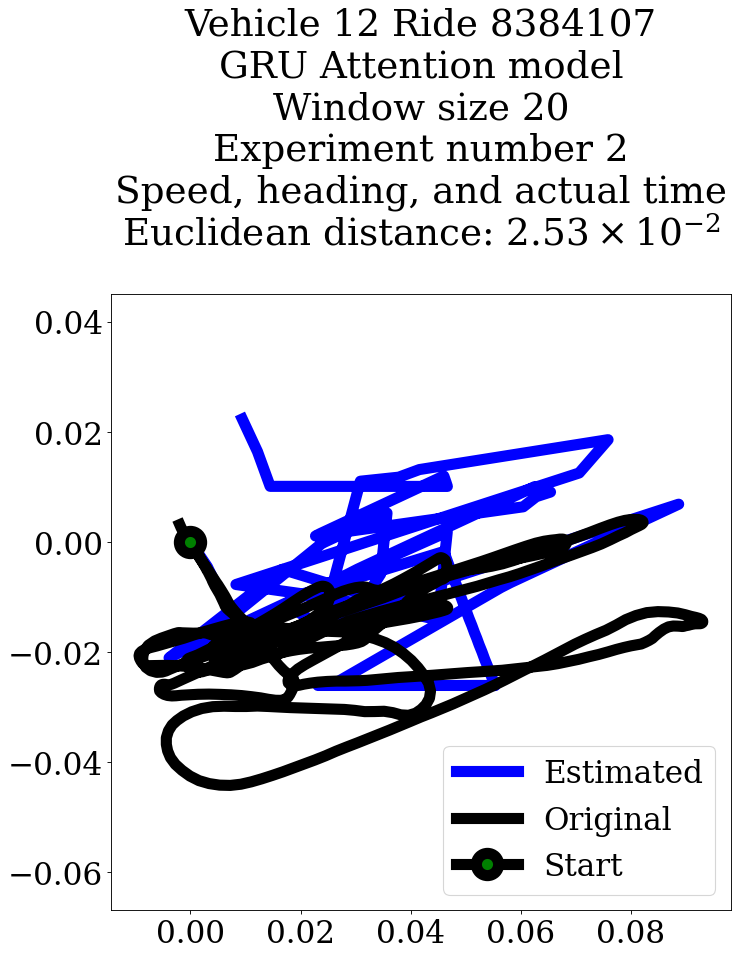 Vehicle 12 Ride 8384107
GRU Attention model
Window size 20
Experiment number 2
Speed, heading, and actual time
Euclidean distance: 2.53 × 10⁻²
0.04
0.02
0.00
−0.02
−0.04
−0.06
0.00 0.02 0.04 0.06 0.08
Estimated
Original
Start